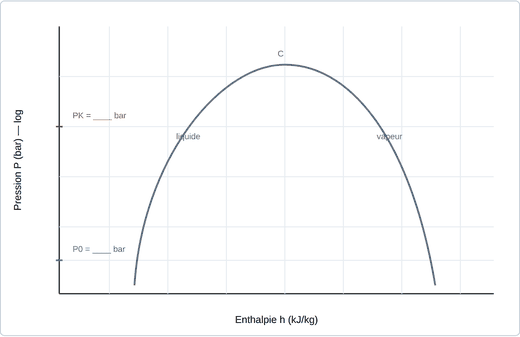 C
PK = ____ bar
liquide
vapeur
Pression P (bar) — log
P0 = ____ bar
Enthalpie h (kJ/kg)